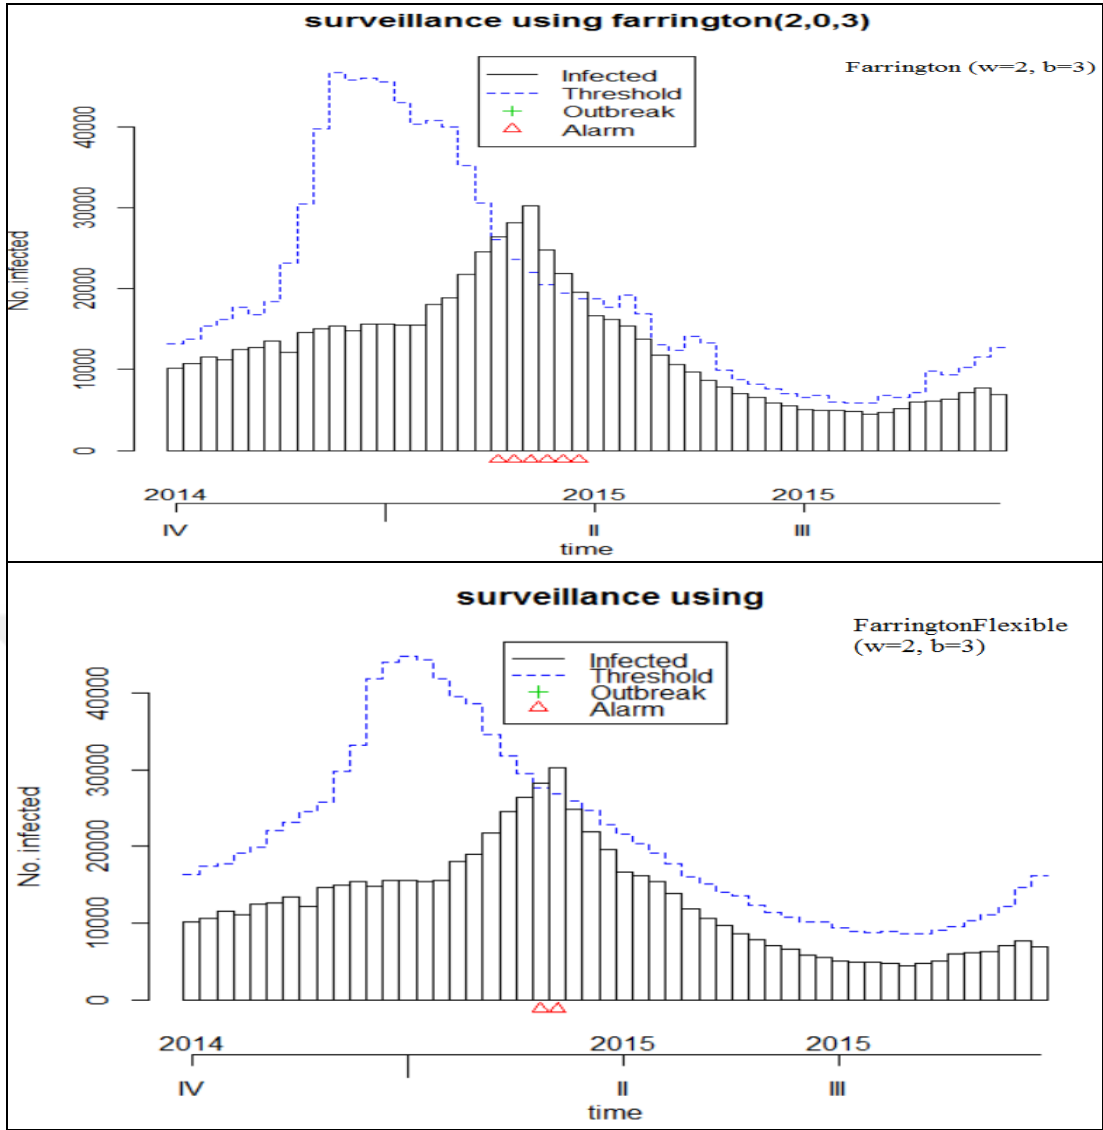 surveillance using farrington(2,0,3)
Farrington (w=2, b=3)
Infected
Threshold
Outbreak
Alarm
No. infected
40000
30000
20000
10000
0
2014 2015 2015
IV II III
time
surveillance using
FarringtonFlexible
(w=2, b=3)
Infected
Threshold
Outbreak
Alarm
No. infected
40000
30000
20000
10000
0
2014 2015 2015
IV II III
time